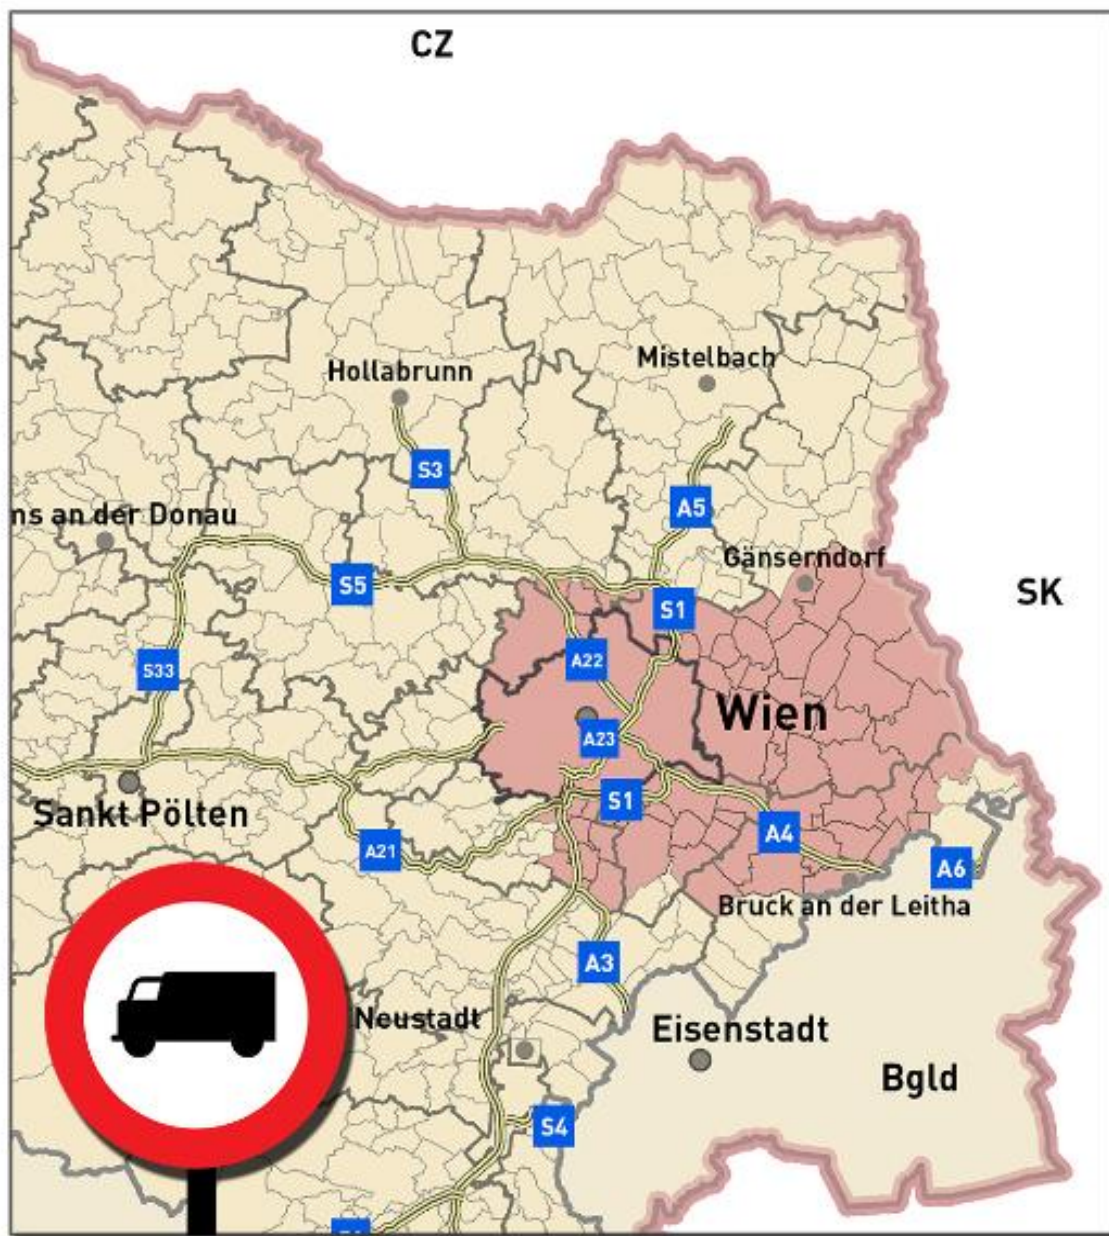 CZ
Mistelbach
Hollabrunn
S3
A5
ns an der Donau
Gänserndorf
S5
SK
S1
A22
S33
Wien
A23
S1
Sankt Pölten
A4
A21
A6
Bruck an der Leitha
A3
Neustadt
Eisenstadt
Bgld
S4